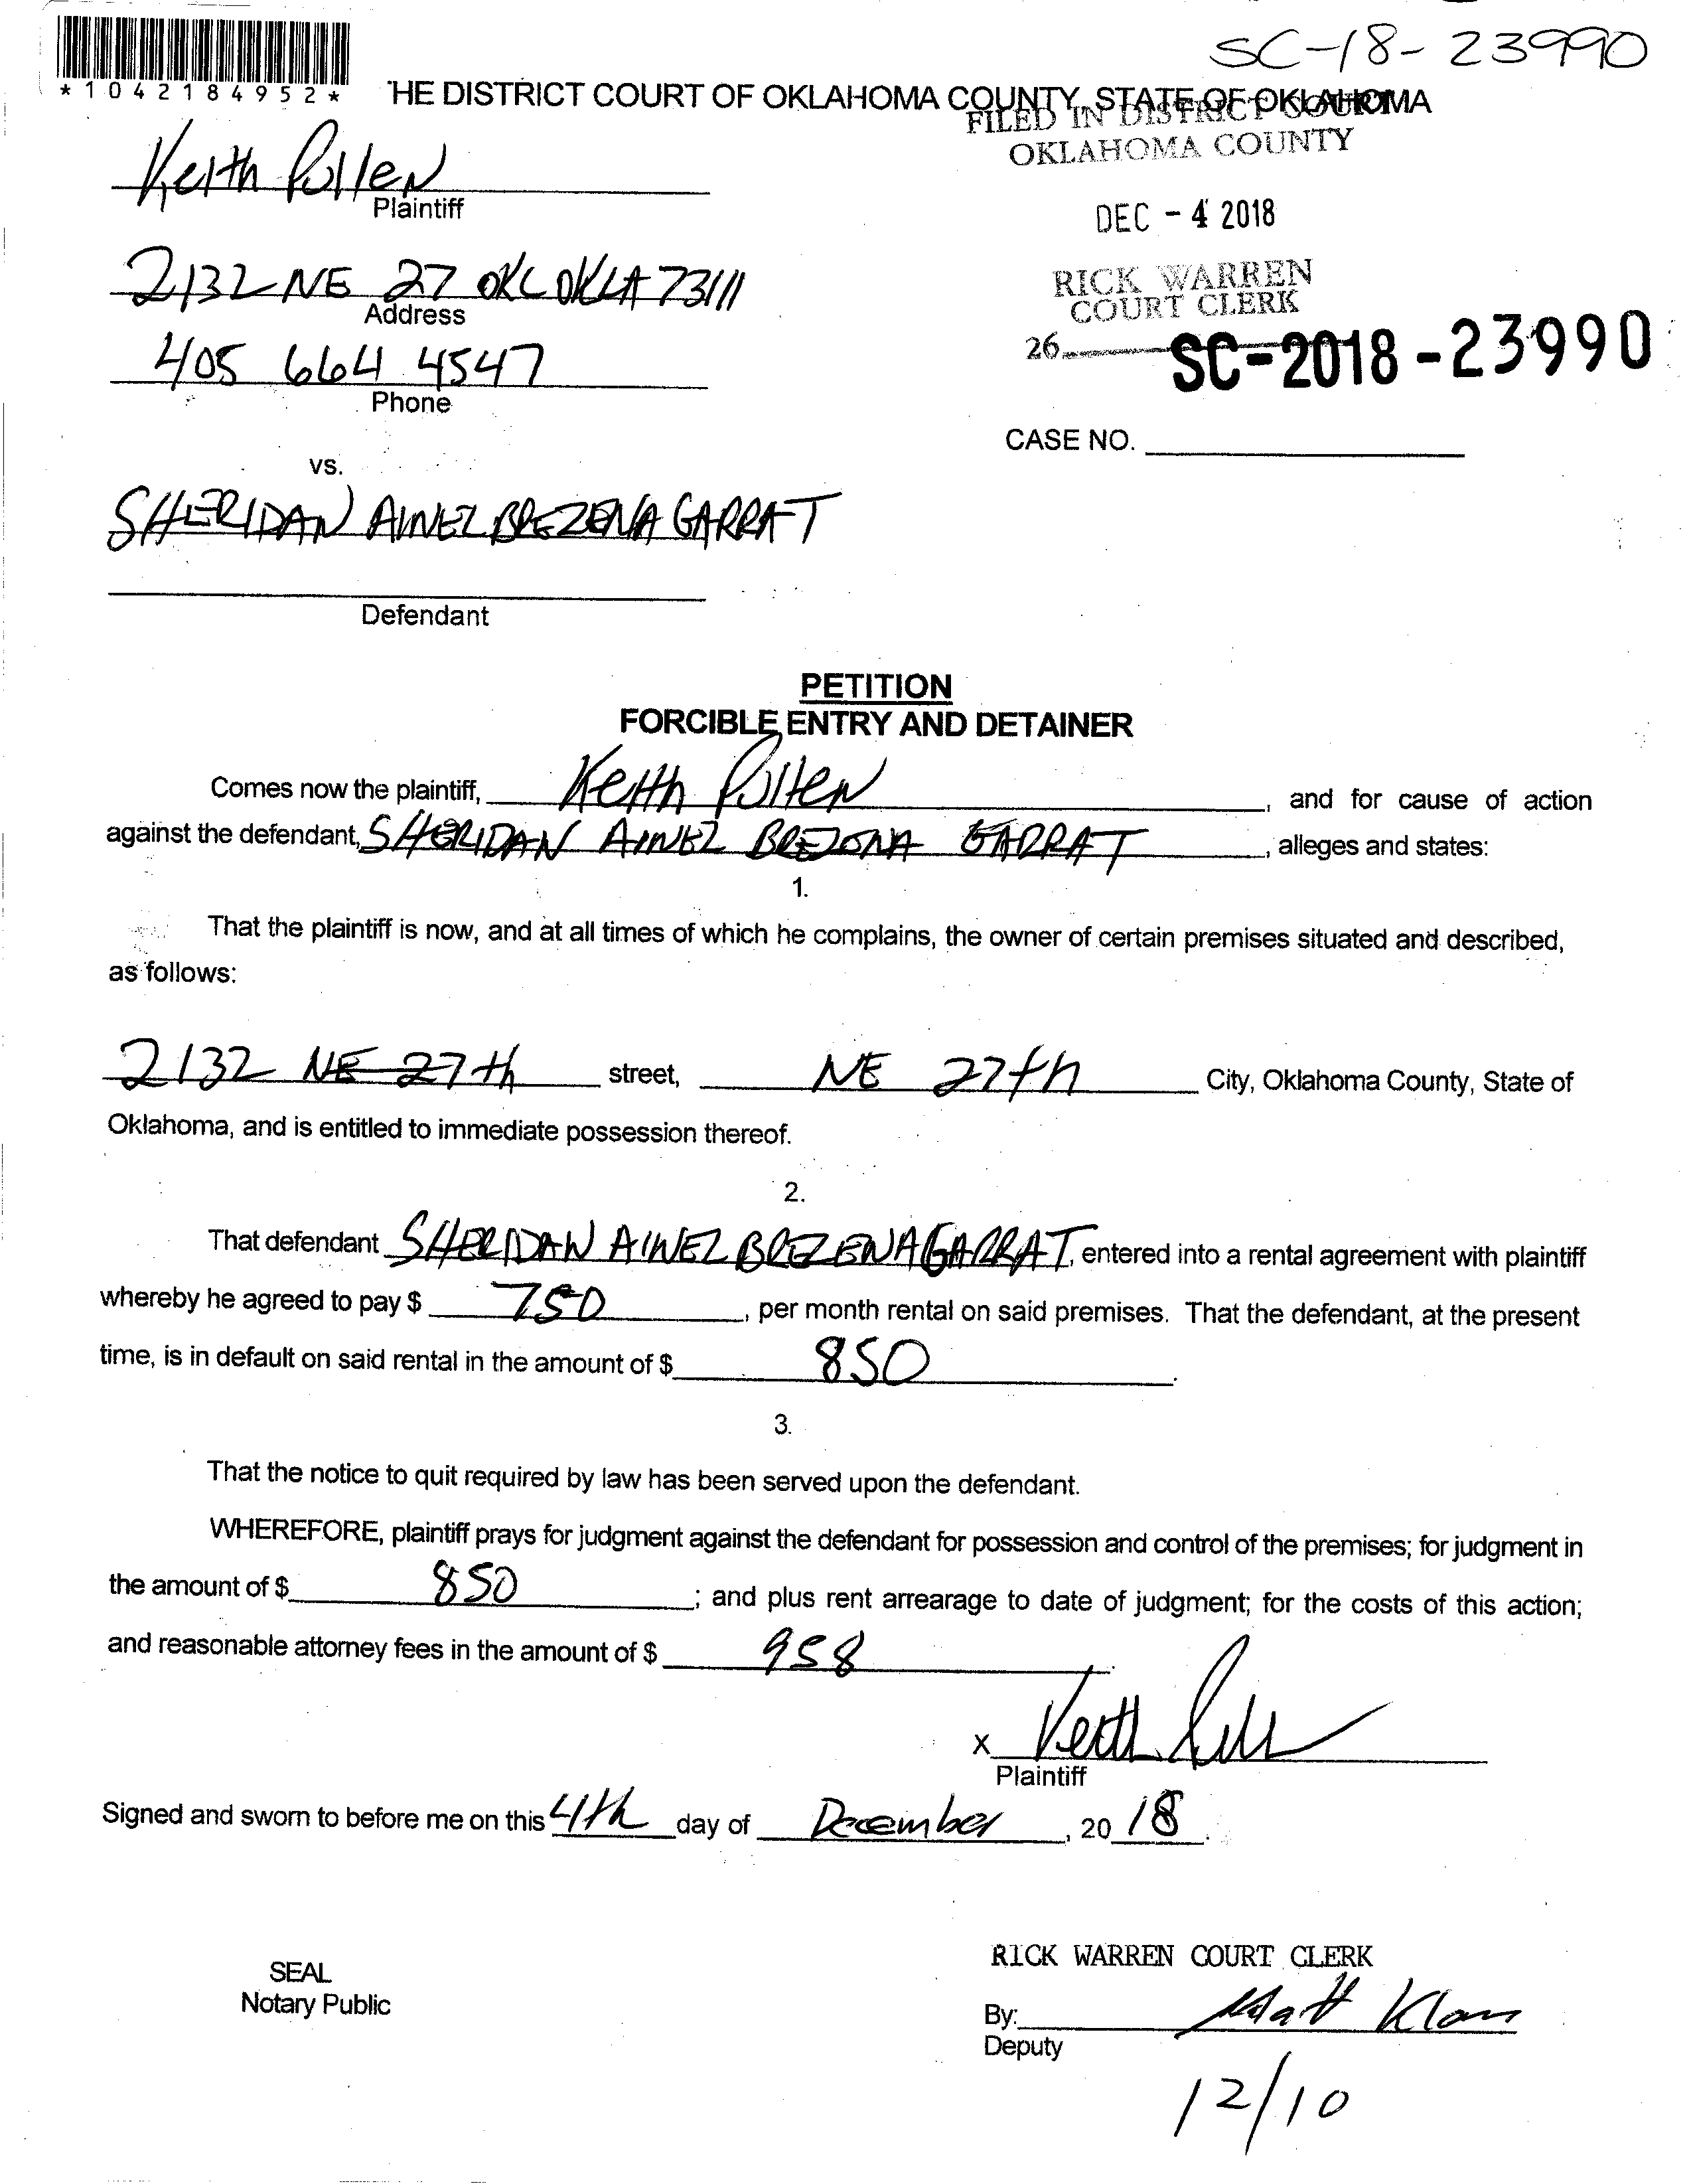 SC-18-23990
*1042184952*
'HE DISTRICT COURT OF OKLAHOMA COUNTY, STATE OF OKLAHOMA
FILED IN DISTRICT COURT
OKLAHOMA COUNTY
Keith Pullen
Plaintiff
DEC - 4 2018
2132 NE 27 OKC OKLA 73111
Address
RICK WARREN
COURT CLERK
405 664 4547
Phone
26
SC-2018-23990
CASE NO.
vs.
SHERIDAN AINEZ BREZENA GARRAT
Defendant
PETITION
FORCIBLE ENTRY AND DETAINER
Comes now the plaintiff, Keith Pullen, and for cause of action
against the defendant, SHERIDAN AINEZ BREZONA GARRAT, alleges and states:
1.
That the plaintiff is now, and at all times of which he complains, the owner of certain premises situated and described,
as follows:
2132 NE 27th street, NE 27th City, Oklahoma County, State of
Oklahoma, and is entitled to immediate possession thereof.
2.
That defendant SHERIDAN AINEZ BREZENA GARRAT, entered into a rental agreement with plaintiff
whereby he agreed to pay $ 750, per month rental on said premises. That the defendant, at the present
time, is in default on said rental in the amount of $ 850.
3.
That the notice to quit required by law has been served upon the defendant.
WHEREFORE, plaintiff prays for judgment against the defendant for possession and control of the premises; for judgment in
the amount of $ 850; and plus rent arrearage to date of judgment; for the costs of this action;
and reasonable attorney fees in the amount of $ 958.
X Keith Pullen
Plaintiff
Signed and sworn to before me on this 4th day of December, 20 18.
SEAL
Notary Public
RICK WARREN COURT CLERK
By: Matt
Deputy
12/10